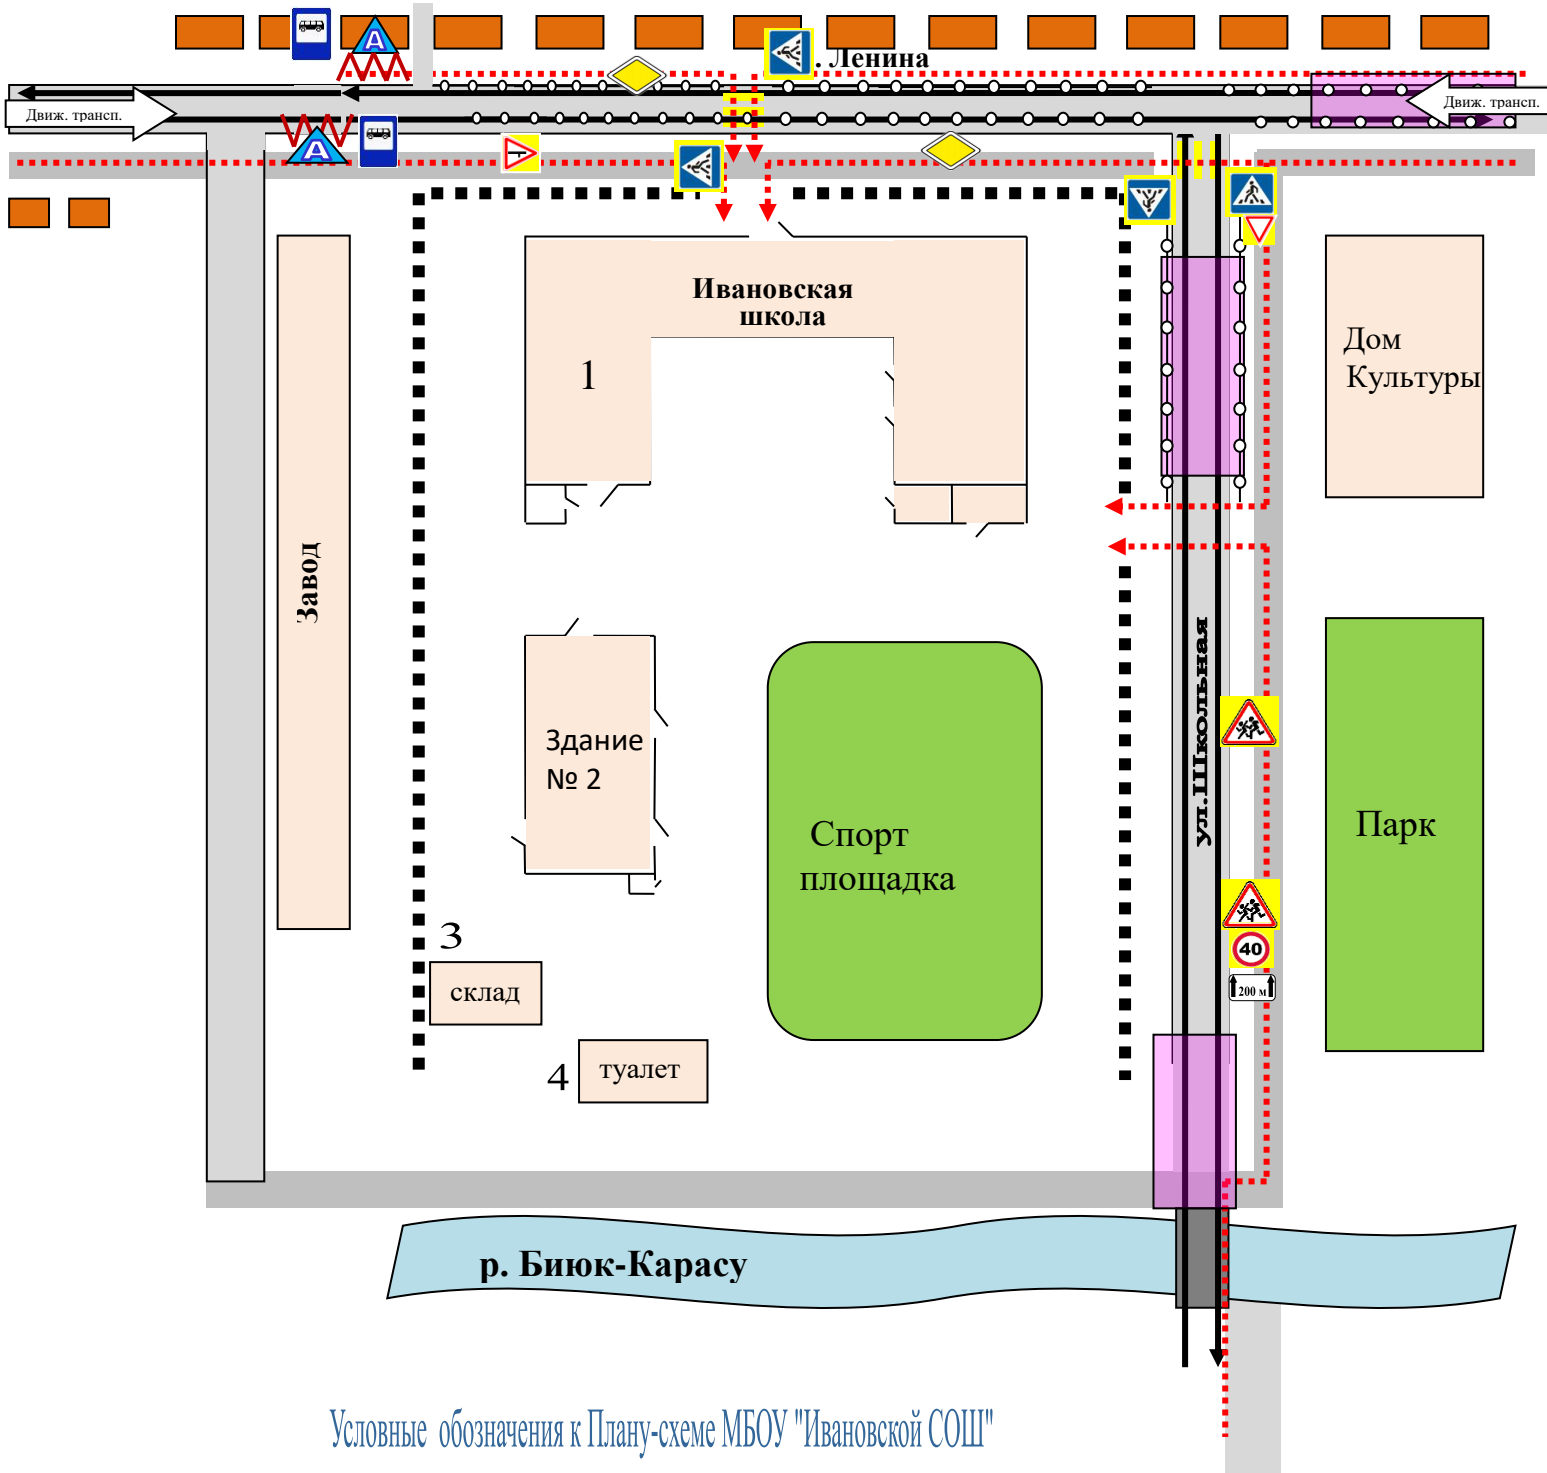 А
. Ленина
Движ. трансп.
Движ. трансп.
А
Ивановская
школа
1
Дом
Культуры
Завод
ул.Школьная
Здание
№ 2
Спорт
площадка
Парк
3
склад
40
200 м
4
туалет
р. Биюк-Карасу
Условные обозначения к Плану-схеме МБОУ "Ивановской СОШ"